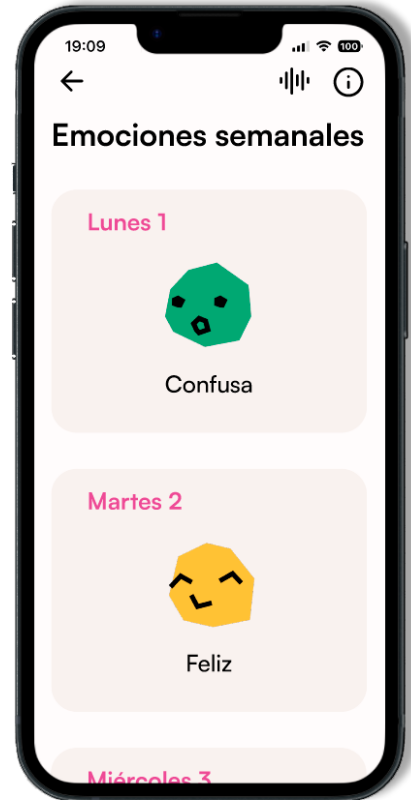 19:09
100
Emociones semanales
Lunes 1
Confusa
Martes 2
Feliz
Miércoles 3